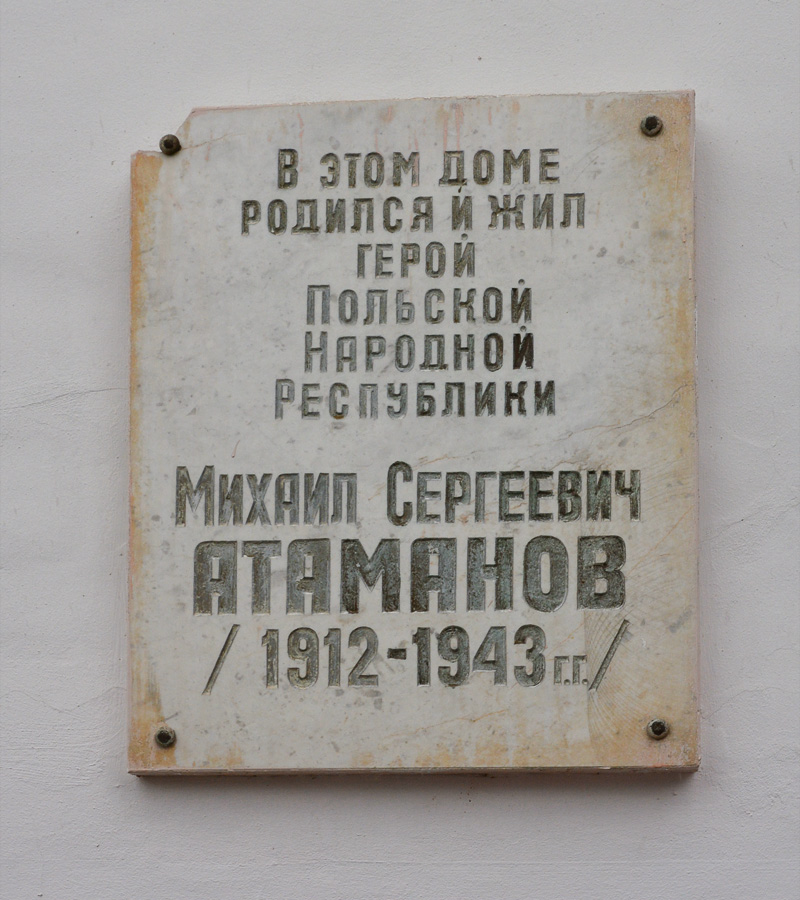 В ЭТОМ ДОМЕ
РОДИЛСЯ И ЖИЛ
ГЕРОЙ
ПОЛЬСКОЙ
НАРОДНОЙ
РЕСПУБЛИКИ
МИХАИЛ СЕРГЕЕВИЧ
АТАМАНОВ
/ 1912-1943 г.г. /